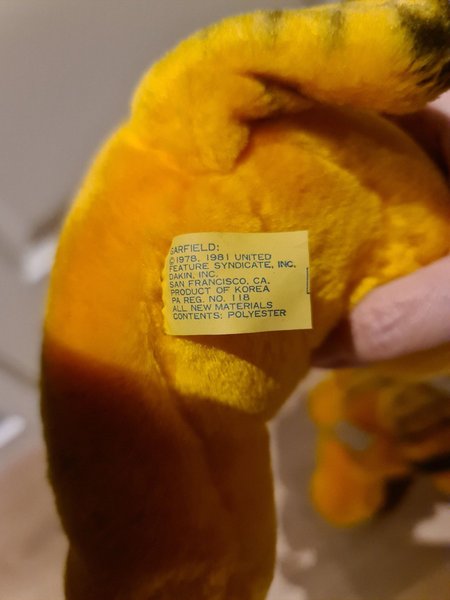 GARFIELD:
©1978, 1981 UNITED
FEATURE SYNDICATE, INC.
DAKIN, INC.
SAN FRANCISCO, CA.
PRODUCT OF KOREA
PA REG. NO. 118
ALL NEW MATERIALS
CONTENTS: POLYESTER